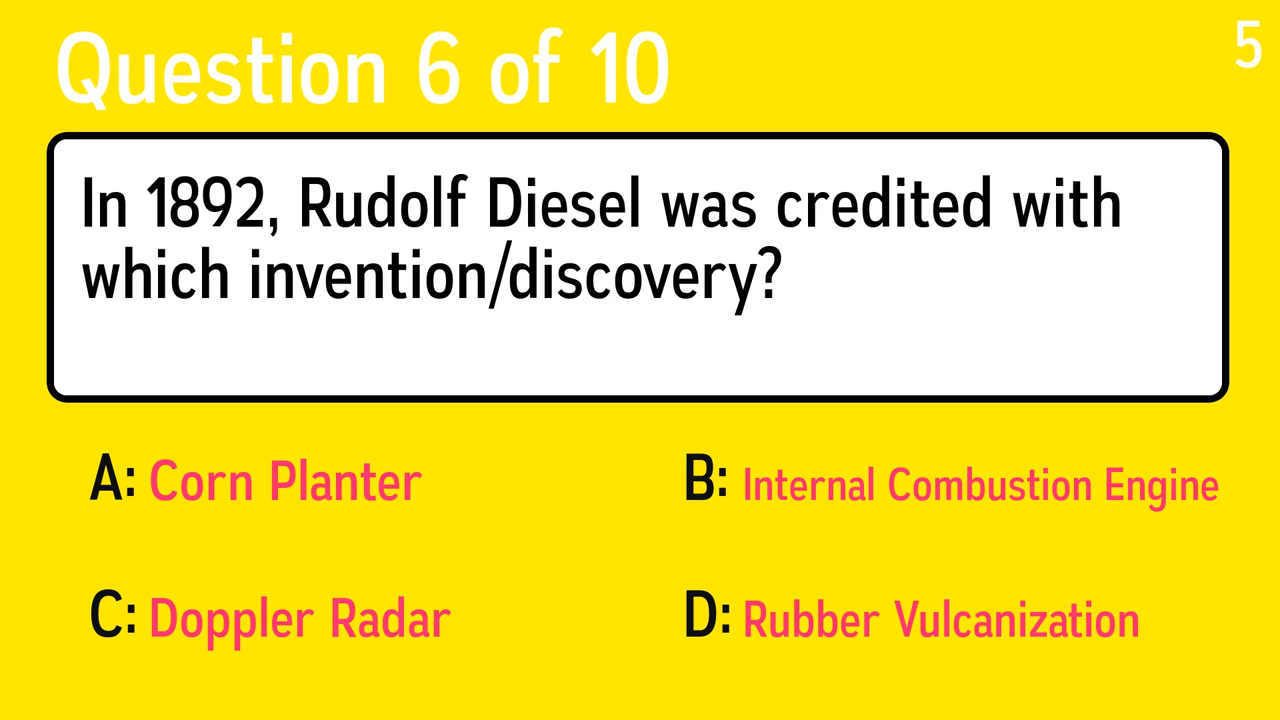 Question 6 of 10
5
In 1892, Rudolf Diesel was credited with
which invention/discovery?
A: Corn Planter
B: Internal Combustion Engine
C: Doppler Radar
D: Rubber Vulcanization